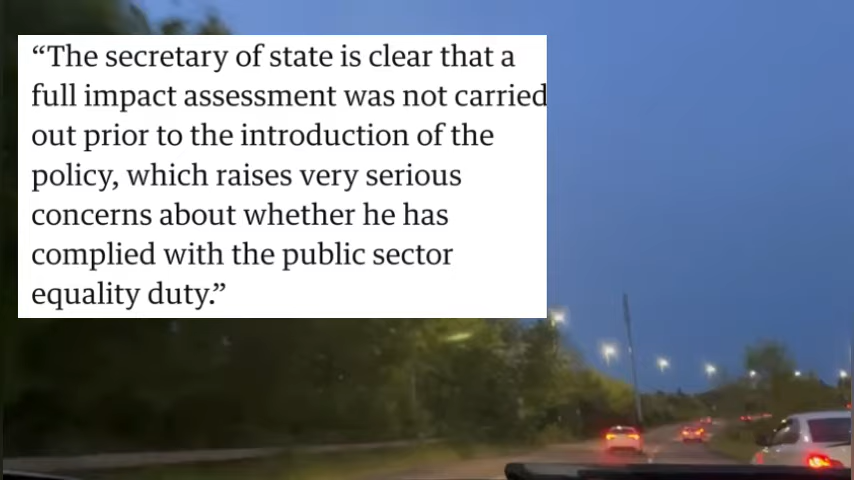 “The secretary of state is clear that a
full impact assessment was not carried
out prior to the introduction of the
policy, which raises very serious
concerns about whether he has
complied with the public sector
equality duty.”